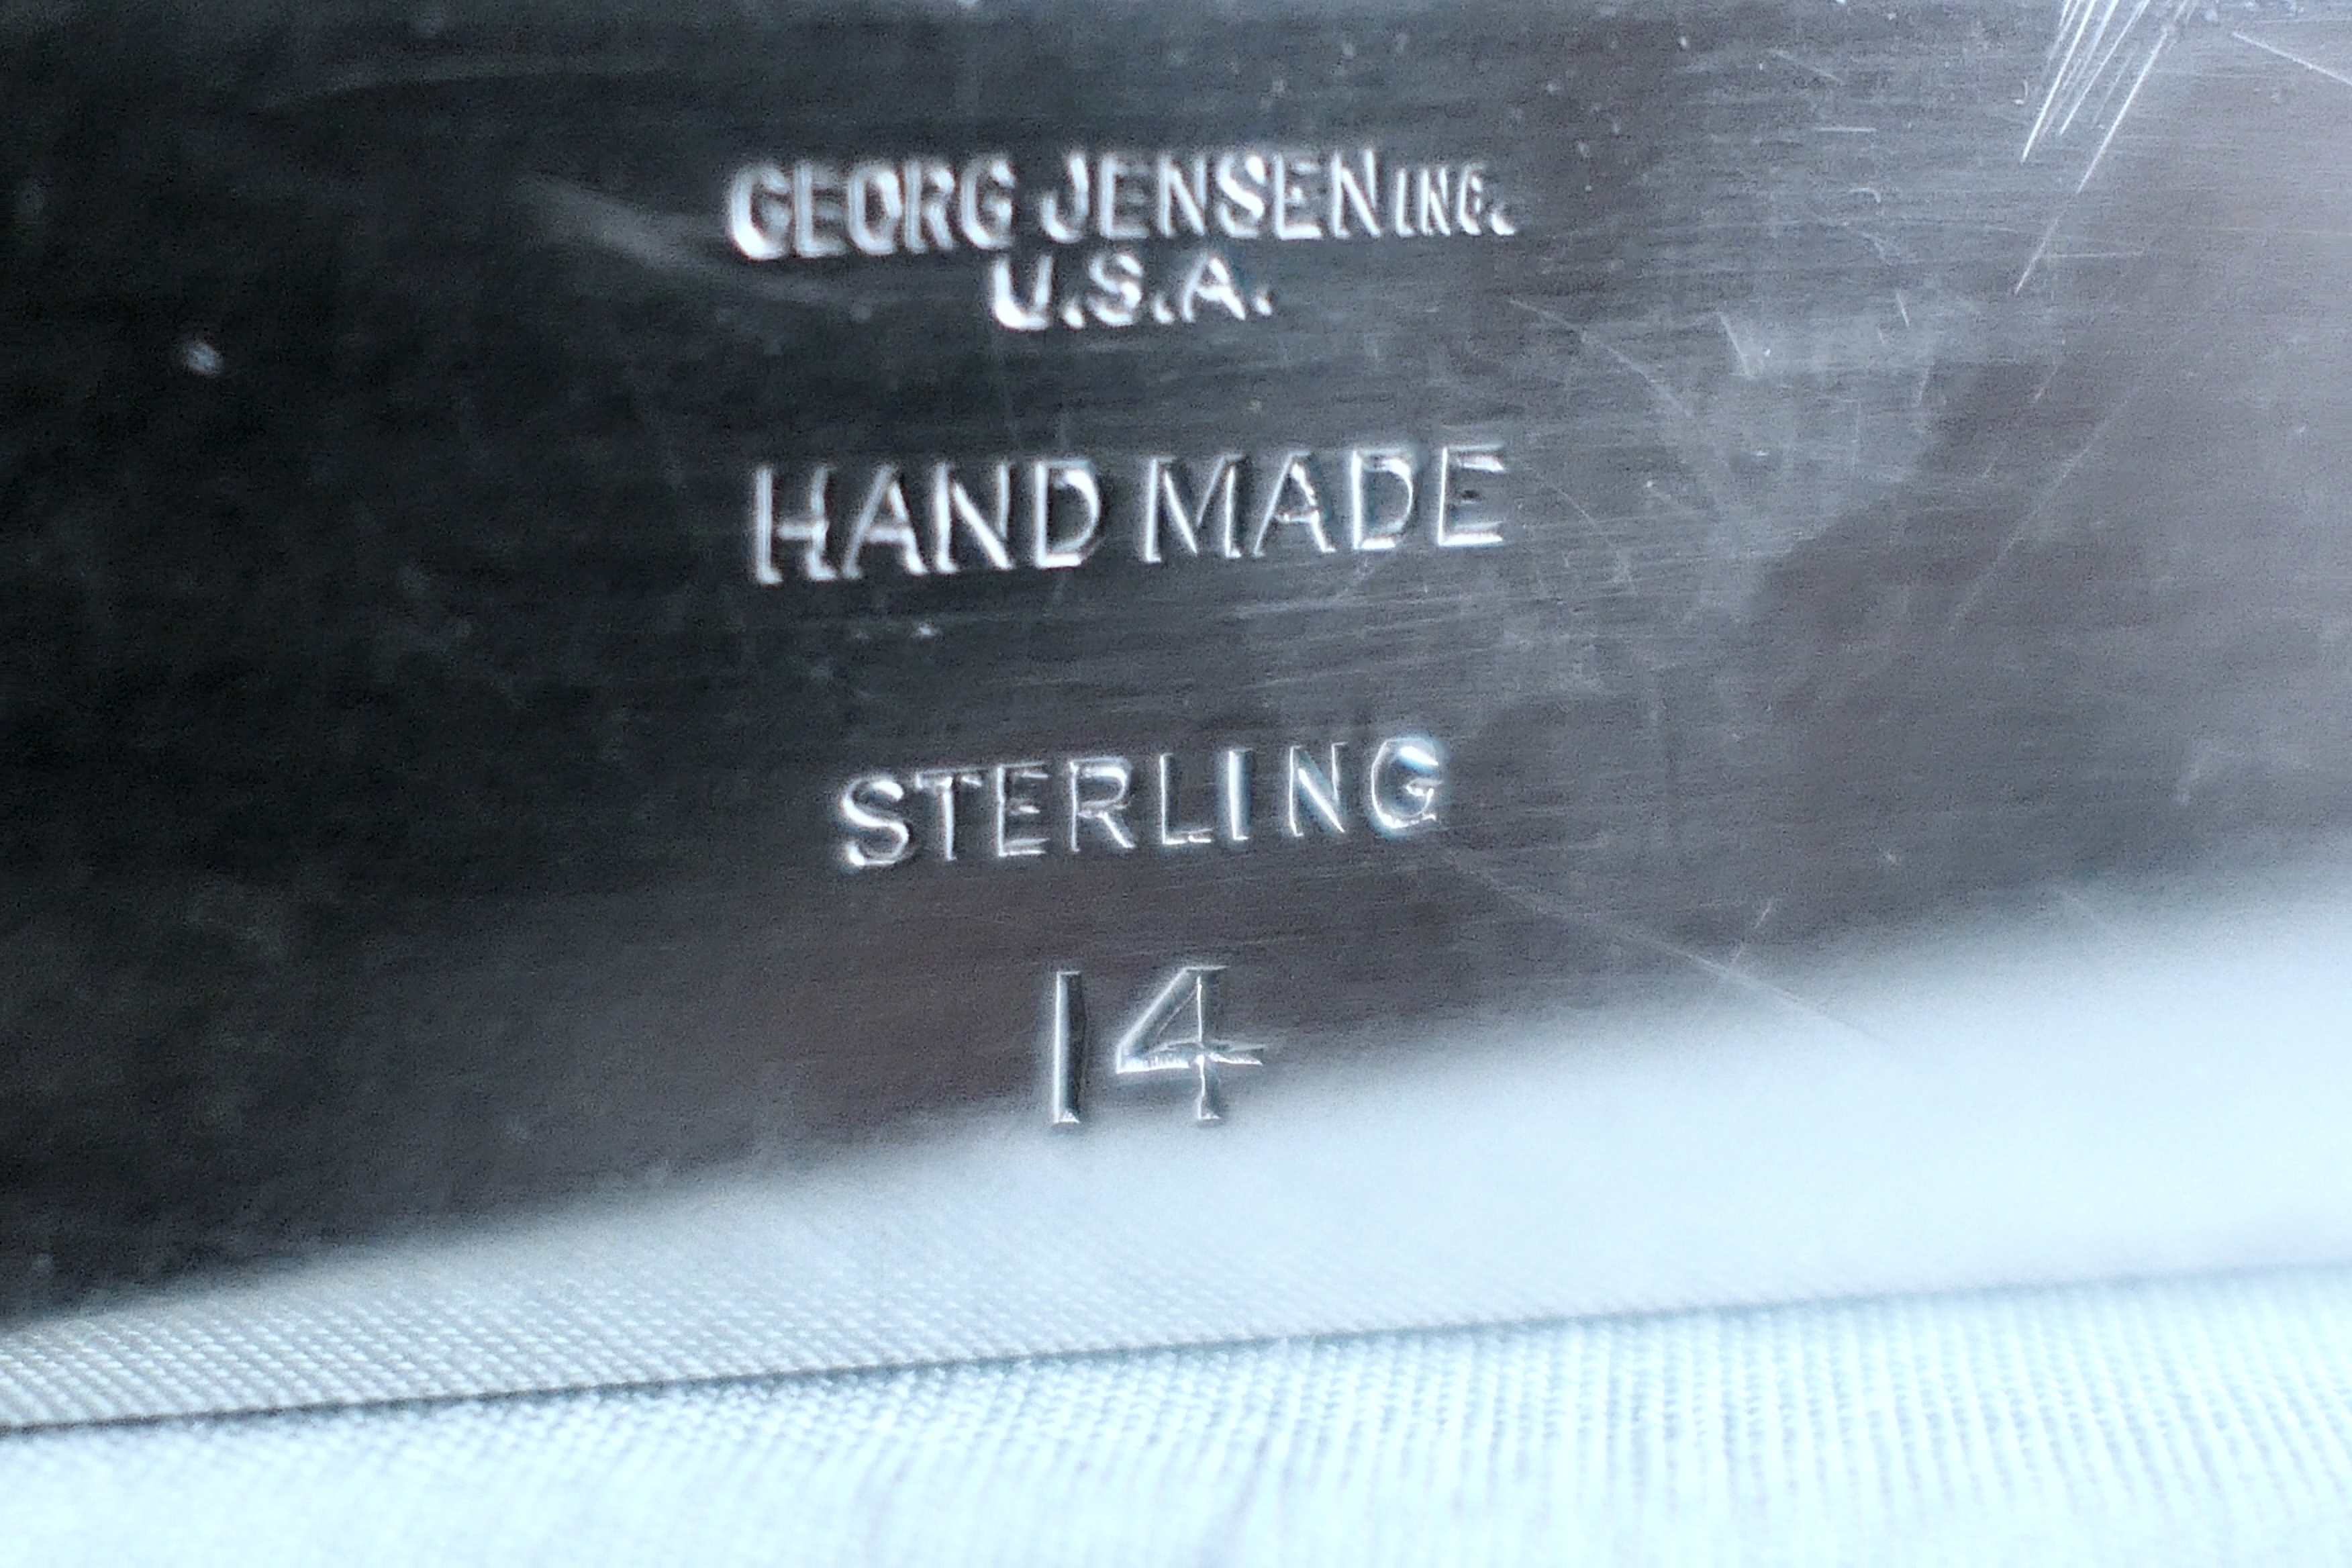 GEORG JENSEN INC.
U.S.A.
HAND MADE
STERLING
14